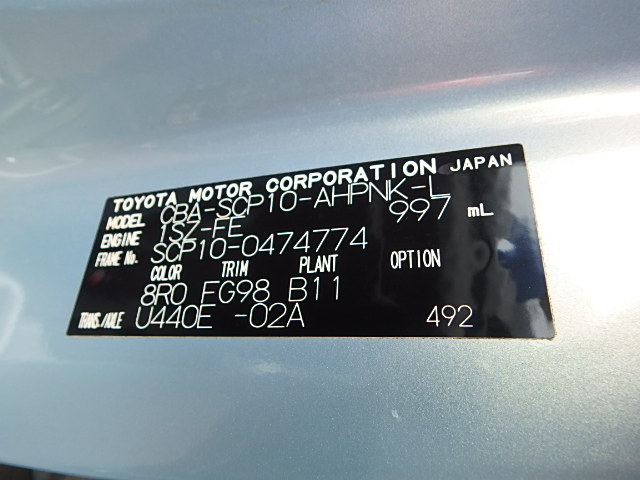 TOYOTA MOTOR CORPORATION JAPAN
MODEL CBA-SCP10-AHPNK-L
ENGINE 1SZ-FE 997 mL
FRAME No. SCP10-0474774
COLOR TRIM PLANT OPTION
8R0 FG98 B11
TRANS./AXLE U440E -02A 492